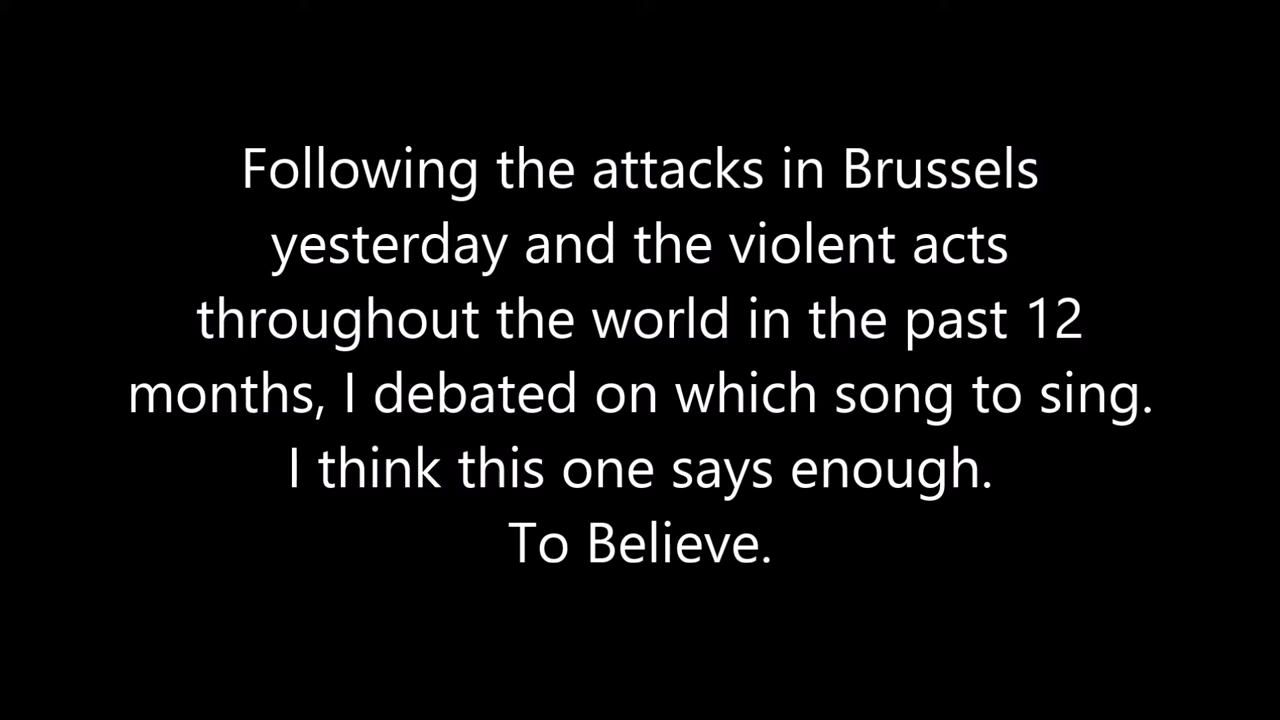 Following the attacks in Brussels
yesterday and the violent acts
throughout the world in the past 12
months, I debated on which song to sing.
I think this one says enough.
To Believe.